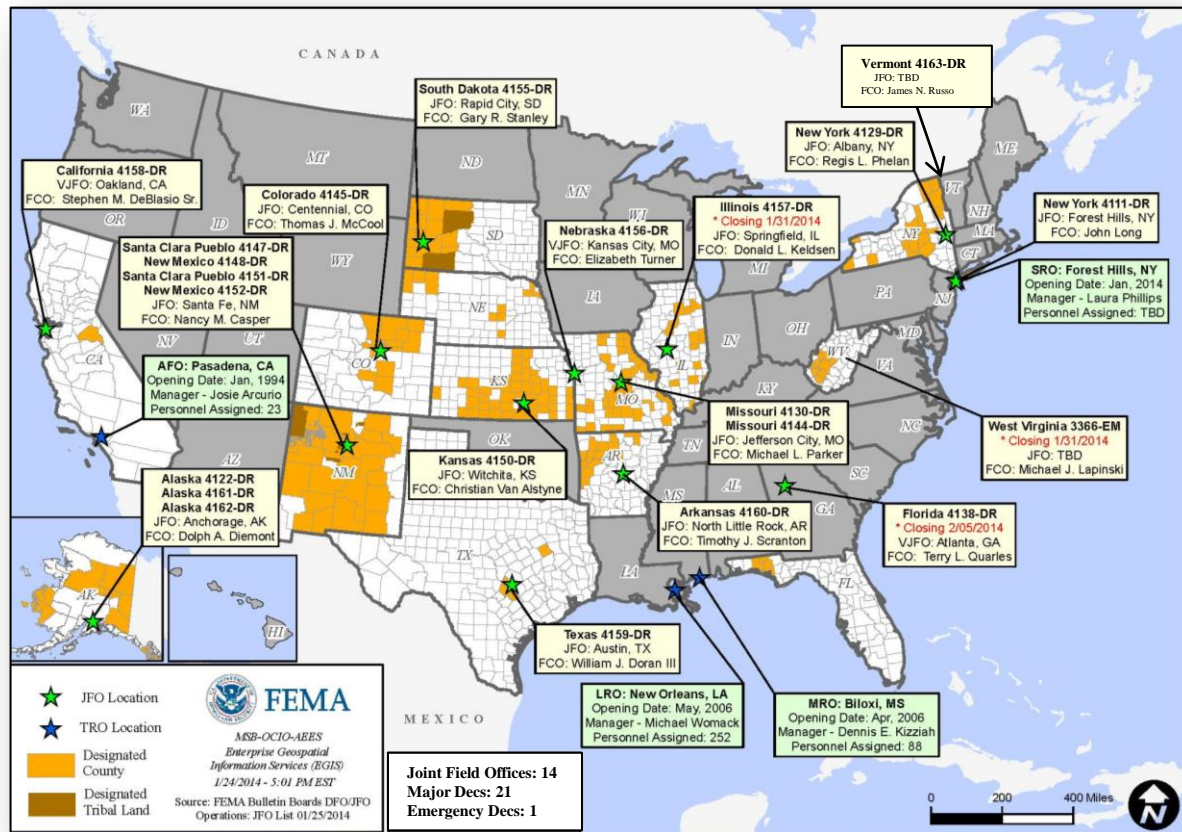 CANADA
Vermont 4163-DR
JFO: TBD
FCO: James N. Russo
South Dakota 4155-DR
JFO: Rapid City, SD
FCO: Gary R. Stanley
New York 4129-DR
JFO: Albany, NY
FCO: Regis L. Phelan
California 4158-DR
VJFO: Oakland, CA
FCO: Stephen M. DeBlasio Sr.
Colorado 4145-DR
JFO: Centennial, CO
FCO: Thomas J. McCool
Illinois 4157-DR
* Closing 1/31/2014
JFO: Springfield, IL
FCO: Donald L. Keldsen
New York 4111-DR
JFO: Forest Hills, NY
FCO: John Long
Nebraska 4156-DR
VJFO: Kansas City, MO
FCO: Elizabeth Turner
Santa Clara Pueblo 4147-DR
New Mexico 4148-DR
Santa Clara Pueblo 4151-DR
New Mexico 4152-DR
JFO: Santa Fe, NM
FCO: Nancy M. Casper
SRO: Forest Hills, NY
Opening Date: Jan, 2014
Manager - Laura Phillips
Personnel Assigned: TBD
AFO: Pasadena, CA
Opening Date: Jan, 1994
Manager - Josie Arcurio
Personnel Assigned: 23
Missouri 4130-DR
Missouri 4144-DR
JFO: Jefferson City, MO
FCO: Michael L. Parker
West Virginia 3366-EM
* Closing 1/31/2014
JFO: TBD
FCO: Michael J. Lapinski
Kansas 4150-DR
JFO: Witchita, KS
FCO: Christian Van Alstyne
Alaska 4122-DR
Alaska 4161-DR
Alaska 4162-DR
JFO: Anchorage, AK
FCO: Dolph A. Diemont
Arkansas 4160-DR
JFO: North Little Rock, AR
FCO: Timothy J. Scranton
Florida 4138-DR
* Closing 2/05/2014
VJFO: Atlanta, GA
FCO: Terry L. Quarles
Texas 4159-DR
JFO: Austin, TX
FCO: William J. Doran III
LRO: New Orleans, LA
Opening Date: May, 2006
Manager - Michael Womack
Personnel Assigned: 252
MRO: Biloxi, MS
Opening Date: Apr, 2006
Manager - Dennis E. Kizziah
Personnel Assigned: 88
WA
MT
ND
MN
WI
MI
ME
VT
NH
MA
CT
NY
OR
ID
WY
SD
IA
PA
NJ
NV
UT
NE
IL
IN
OH
MD
WV
VA
CA
CO
KS
MO
KY
NC
AZ
NM
OK
AR
TN
SC
MS
AL
GA
TX
LA
FL
AK
HI
MEXICO
JFO Location
TRO Location
Designated
County
Designated
Tribal Land
FEMA
MSB-OCIO-AEES
Enterprise Geospatial
Information Services (EGIS)
1/24/2014 - 5:01 PM EST
Source: FEMA Bulletin Boards DFO/JFO
Operations: JFO List 01/25/2014
Joint Field Offices: 14
Major Decs: 21
Emergency Decs: 1
0 200 400 Miles
N